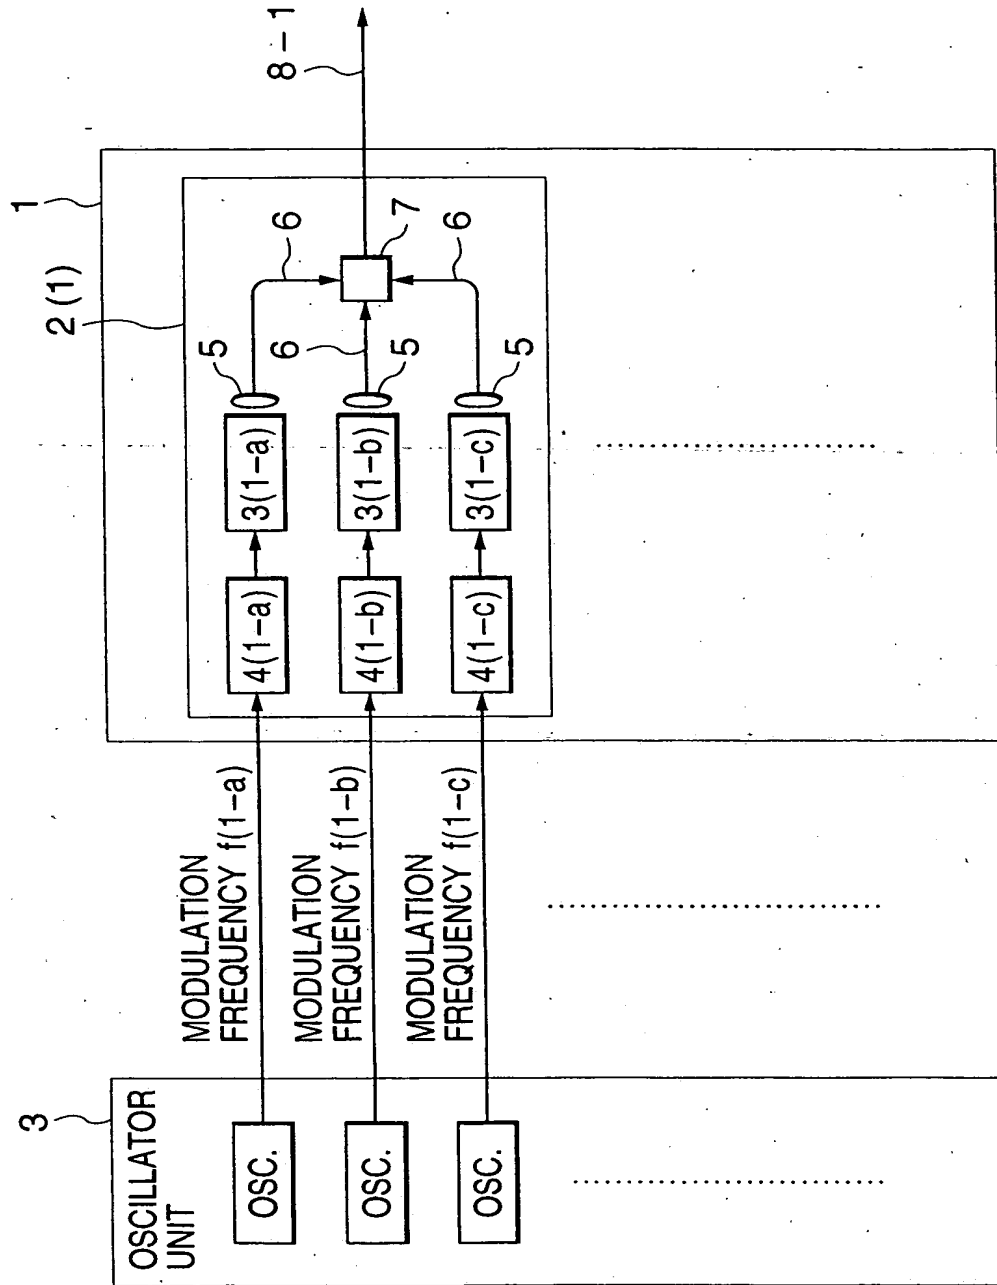 3
OSCILLATOR
UNIT
OSC.
OSC.
OSC.
MODULATION
FREQUENCY f(1-a)
MODULATION
FREQUENCY f(1-b)
MODULATION
FREQUENCY f(1-c)
1
2 (1)
4(1-a)
3(1-a)
5
6
4(1-b)
3(1-b)
5
6
7
4(1-c)
3(1-c)
5
6
8-1